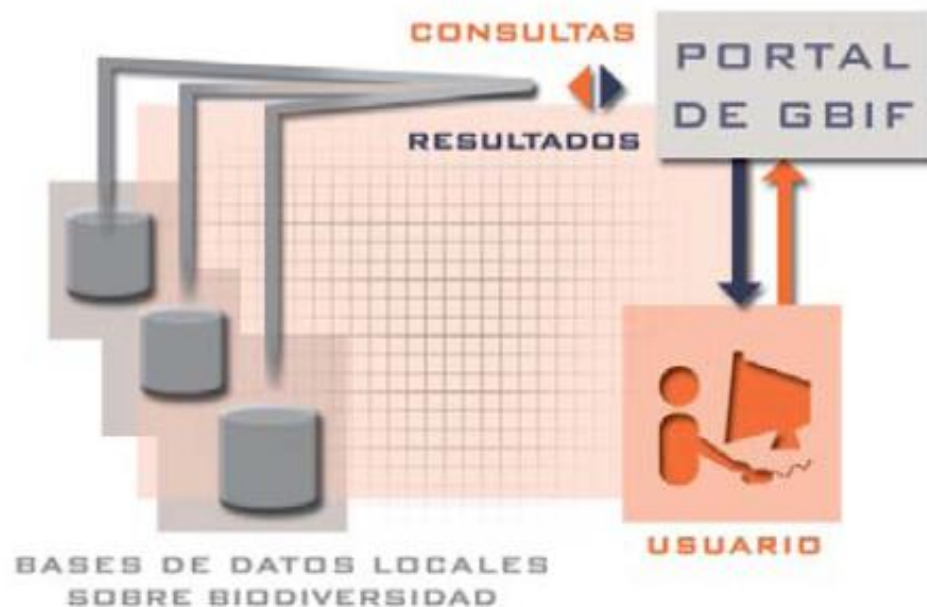 CONSULTAS
PORTAL
DE GBIF
RESULTADOS
USUARIO
BASES DE DATOS LOCALES
SOBRE BIODIVERSIDAD